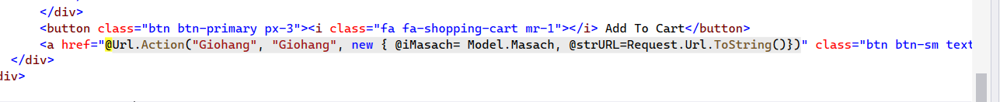 </div>
<button class="btn btn-primary px-3"><i class="fa fa-shopping-cart mr-1"></i> Add To Cart</button>
<a href="@Url.Action("Giohang", "Giohang", new { @iMasach= Model.Masach, @strURL=Request.Url.ToString()})" class="btn btn-sm text
</div>
div>